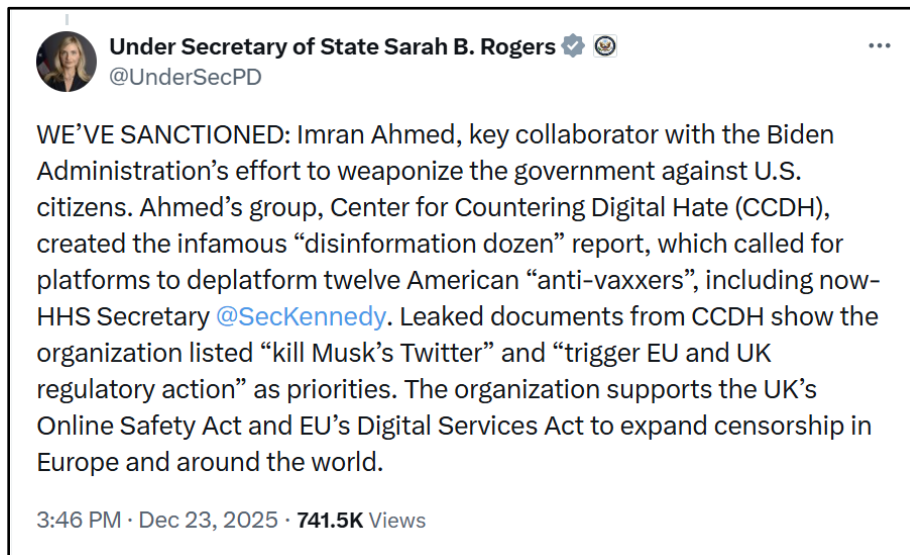 Under Secretary of State Sarah B. Rogers
@UnderSecPD
WE’VE SANCTIONED: Imran Ahmed, key collaborator with the Biden
Administration’s effort to weaponize the government against U.S.
citizens. Ahmed’s group, Center for Countering Digital Hate (CCDH),
created the infamous “disinformation dozen” report, which called for
platforms to deplatform twelve American “anti-vaxxers”, including now-
HHS Secretary @SecKennedy. Leaked documents from CCDH show the
organization listed “kill Musk’s Twitter” and “trigger EU and UK
regulatory action” as priorities. The organization supports the UK’s
Online Safety Act and EU’s Digital Services Act to expand censorship in
Europe and around the world.
3:46 PM · Dec 23, 2025 · 741.5K Views